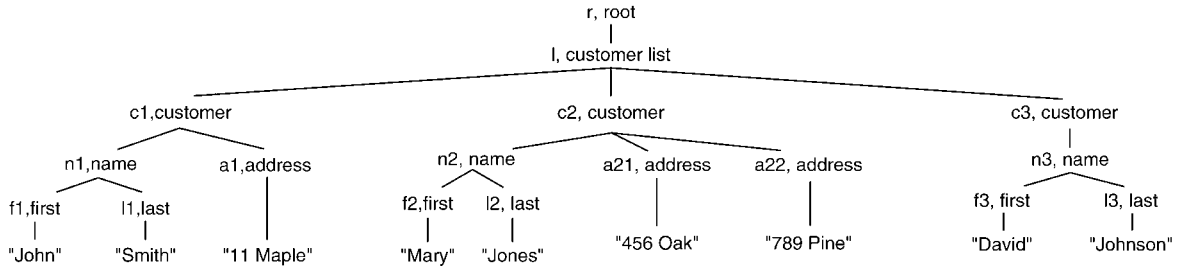 r, root
l, customer list
c1,customer
c2, customer
c3, customer
n1,name
a1,address
n2, name
a21, address
a22, address
n3, name
f1,first
l1,last
f2,first
l2, last
f3, first
l3, last
"John"
"Smith"
"11 Maple"
"Mary"
"Jones"
"456 Oak"
"789 Pine"
"David"
"Johnson"